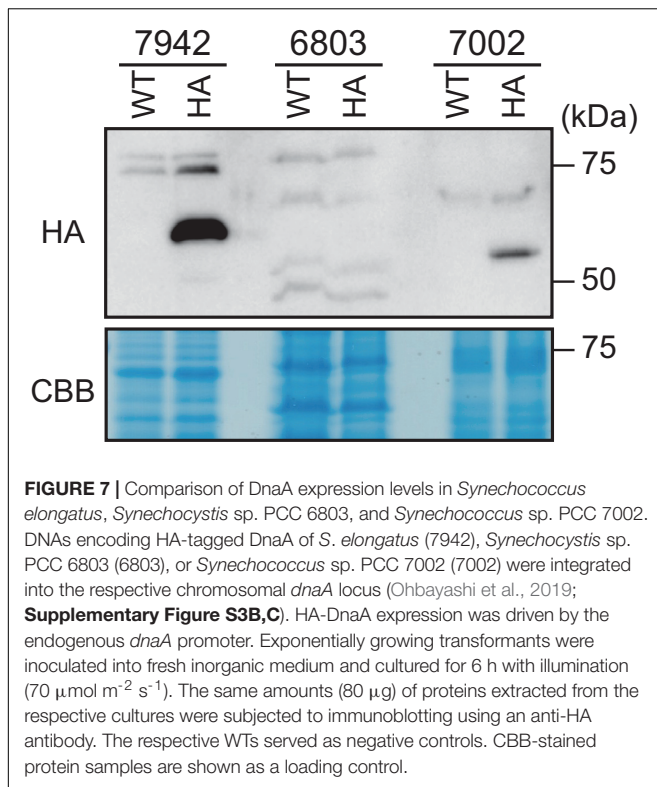 7942 6803 7002
WT HA WT HA WT HA
(kDa)
75
HA
50
75
CBB
FIGURE 7 | Comparison of DnaA expression levels in Synechococcus
elongatus, Synechocystis sp. PCC 6803, and Synechococcus sp. PCC 7002.
DNAs encoding HA-tagged DnaA of S. elongatus (7942), Synechocystis sp.
PCC 6803 (6803), or Synechococcus sp. PCC 7002 (7002) were integrated
into the respective chromosomal dnaA locus (Ohbayashi et al., 2019;
Supplementary Figure S3B,C). HA-DnaA expression was driven by the
endogenous dnaA promoter. Exponentially growing transformants were
inoculated into fresh inorganic medium and cultured for 6 h with illumination
(70 μmol m-2 s-1). The same amounts (80 μg) of proteins extracted from the
respective cultures were subjected to immunoblotting using an anti-HA
antibody. The respective WTs served as negative controls. CBB-stained
protein samples are shown as a loading control.